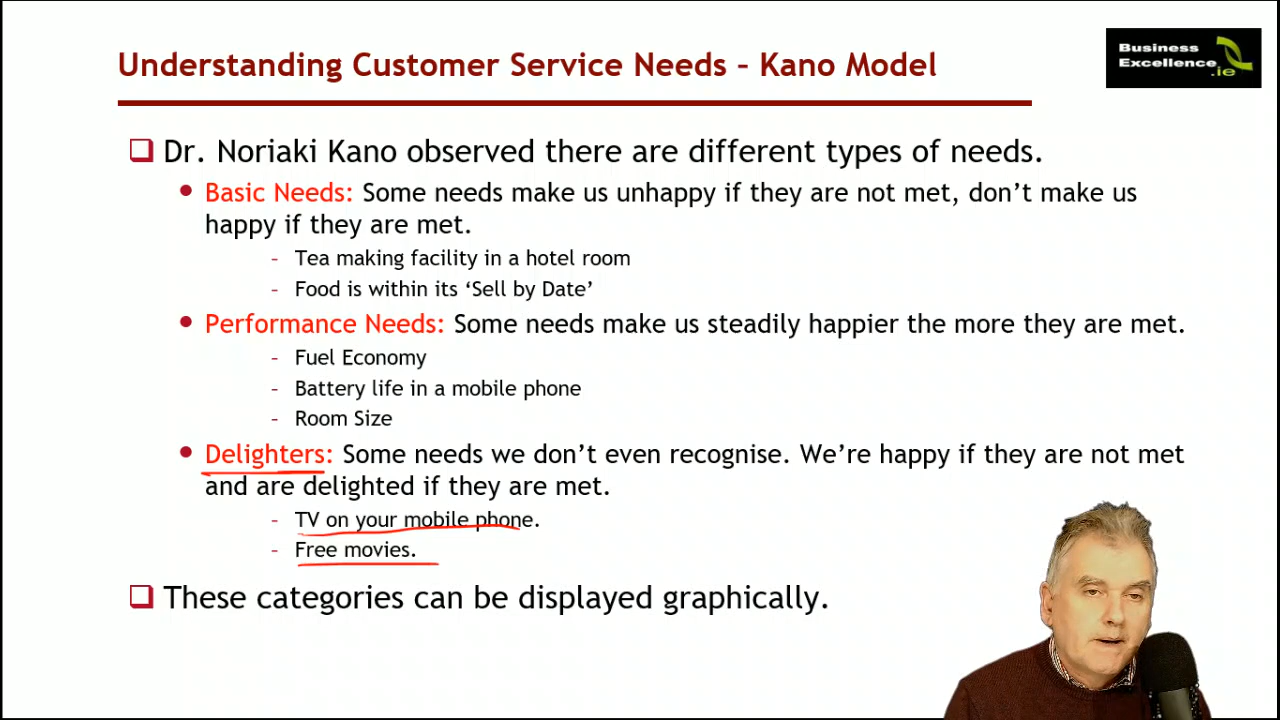 Understanding Customer Service Needs – Kano Model
Business
Excellence
.ie
Dr. Noriaki Kano observed there are different types of needs.
Basic Needs: Some needs make us unhappy if they are not met, don’t make us
happy if they are met.
- Tea making facility in a hotel room
- Food is within its ‘Sell by Date’
Performance Needs: Some needs make us steadily happier the more they are met.
- Fuel Economy
- Battery life in a mobile phone
- Room Size
Delighters: Some needs we don’t even recognise. We’re happy if they are not met
and are delighted if they are met.
- TV on your mobile phone.
- Free movies.
These categories can be displayed graphically.